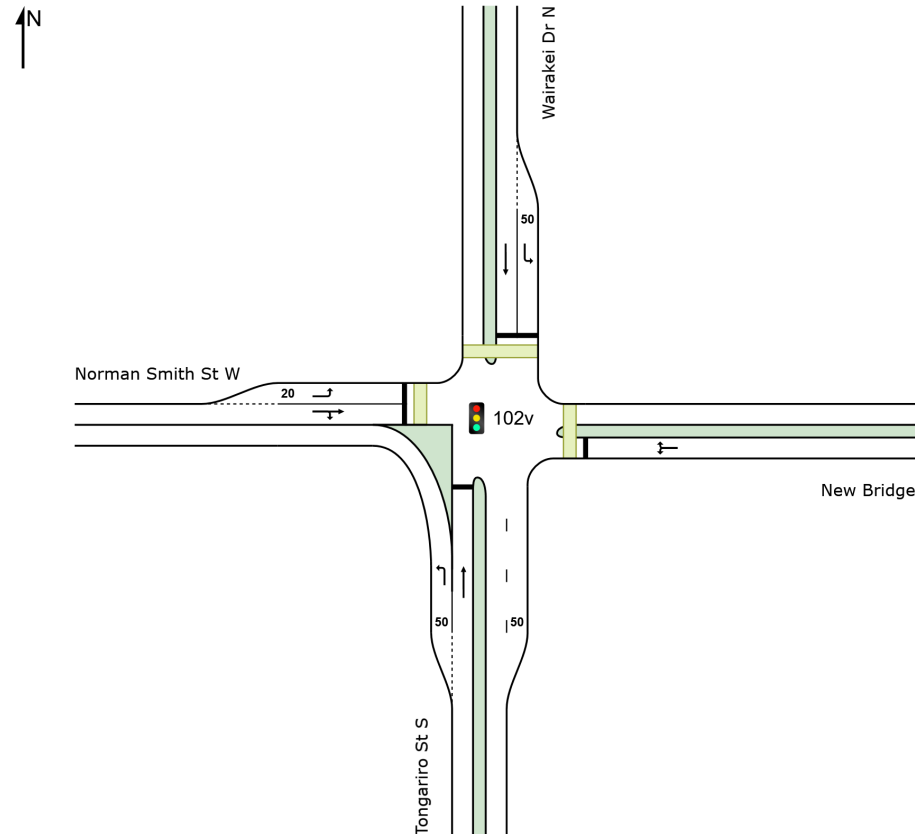 N
Wairakei Dr N
50
Norman Smith St W
20
102v
New Bridge
50
50
Tongariro St S